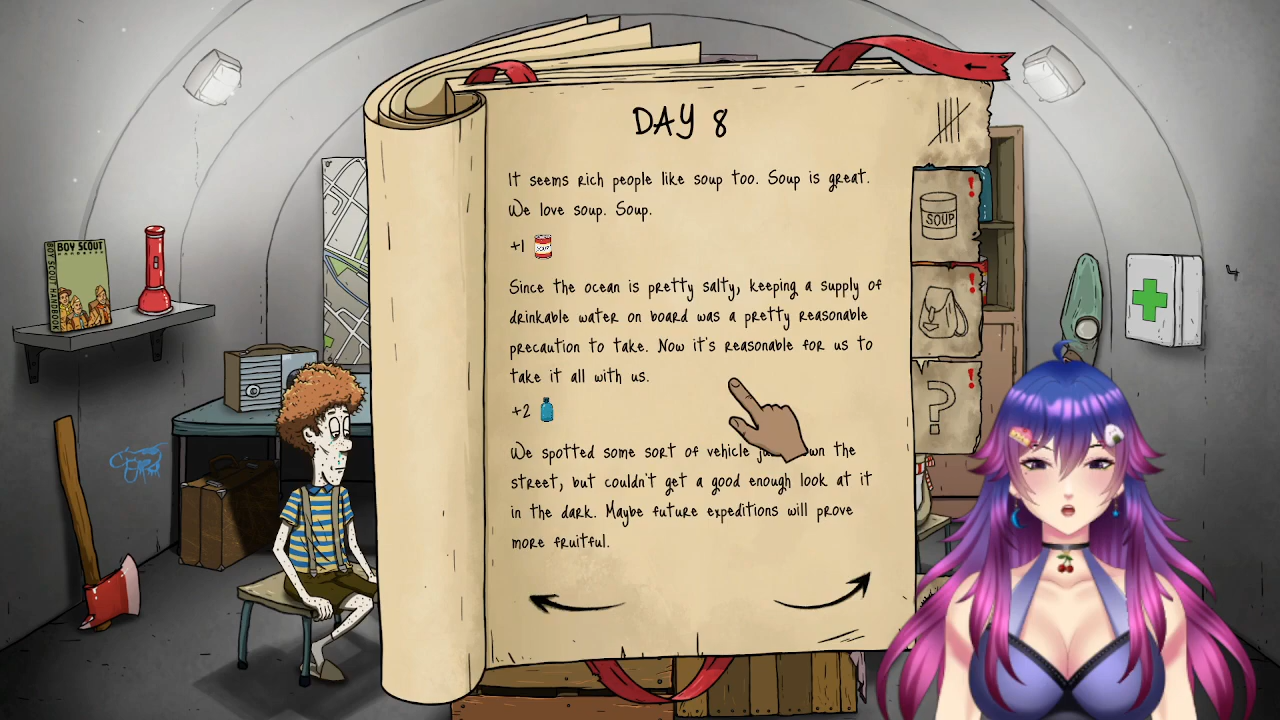 DAY 8
It seems rich people like soup too. Soup is great.
We love soup. Soup.
+1
SOUP
Since the ocean is pretty salty, keeping a supply of
drinkable water on board was a pretty reasonable
precaution to take. Now it's reasonable for us to
take it all with us.
+2
We spotted some sort of vehicle down the
street, but couldn't get a good enough look at it
in the dark. Maybe future expeditions will prove
more fruitful.
!
SOUP
!
!
?
BOY SCOUT
BOY SCOUT HANDBOOK